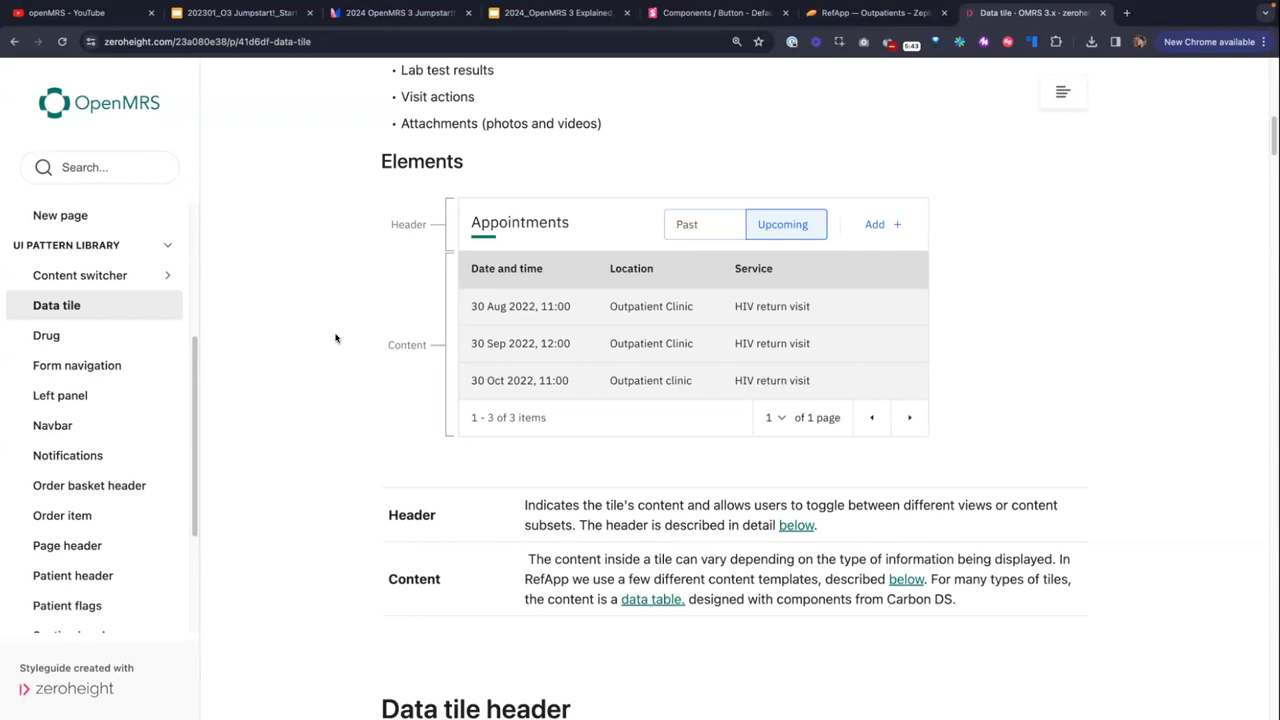 openMRS - YouTube
202301_O3 Jumpstart!_Start
2024 OpenMRS 3 Jumpstart!
2024_OpenMRS 3 Explained
Components / Button - Defau
RefApp — Outpatients – Zepl
Data tile - OMRS 3.x - zerohe
zeroheight.com/23a080e38/p/41d6df-data-tile
5:43
New Chrome available
OpenMRS
Search...
New page
UI PATTERN LIBRARY
Content switcher
Data tile
Drug
Form navigation
Left panel
Navbar
Notifications
Order basket header
Order item
Page header
Patient header
Patient flags
Styleguide created with
zeroheight
• Lab test results
• Visit actions
• Attachments (photos and videos)
Elements
Header
Appointments
Past
Upcoming
Add +
Date and time Location Service
30 Aug 2022, 11:00 Outpatient Clinic HIV return visit
Content
30 Sep 2022, 12:00 Outpatient Clinic HIV return visit
30 Oct 2022, 11:00 Outpatient clinic HIV return visit
1 - 3 of 3 items 1 of 1 page
Header
Indicates the tile's content and allows users to toggle between different views or content
subsets. The header is described in detail below.
Content
The content inside a tile can vary depending on the type of information being displayed. In
RefApp we use a few different content templates, described below. For many types of tiles,
the content is a data table, designed with components from Carbon DS.
Data tile header